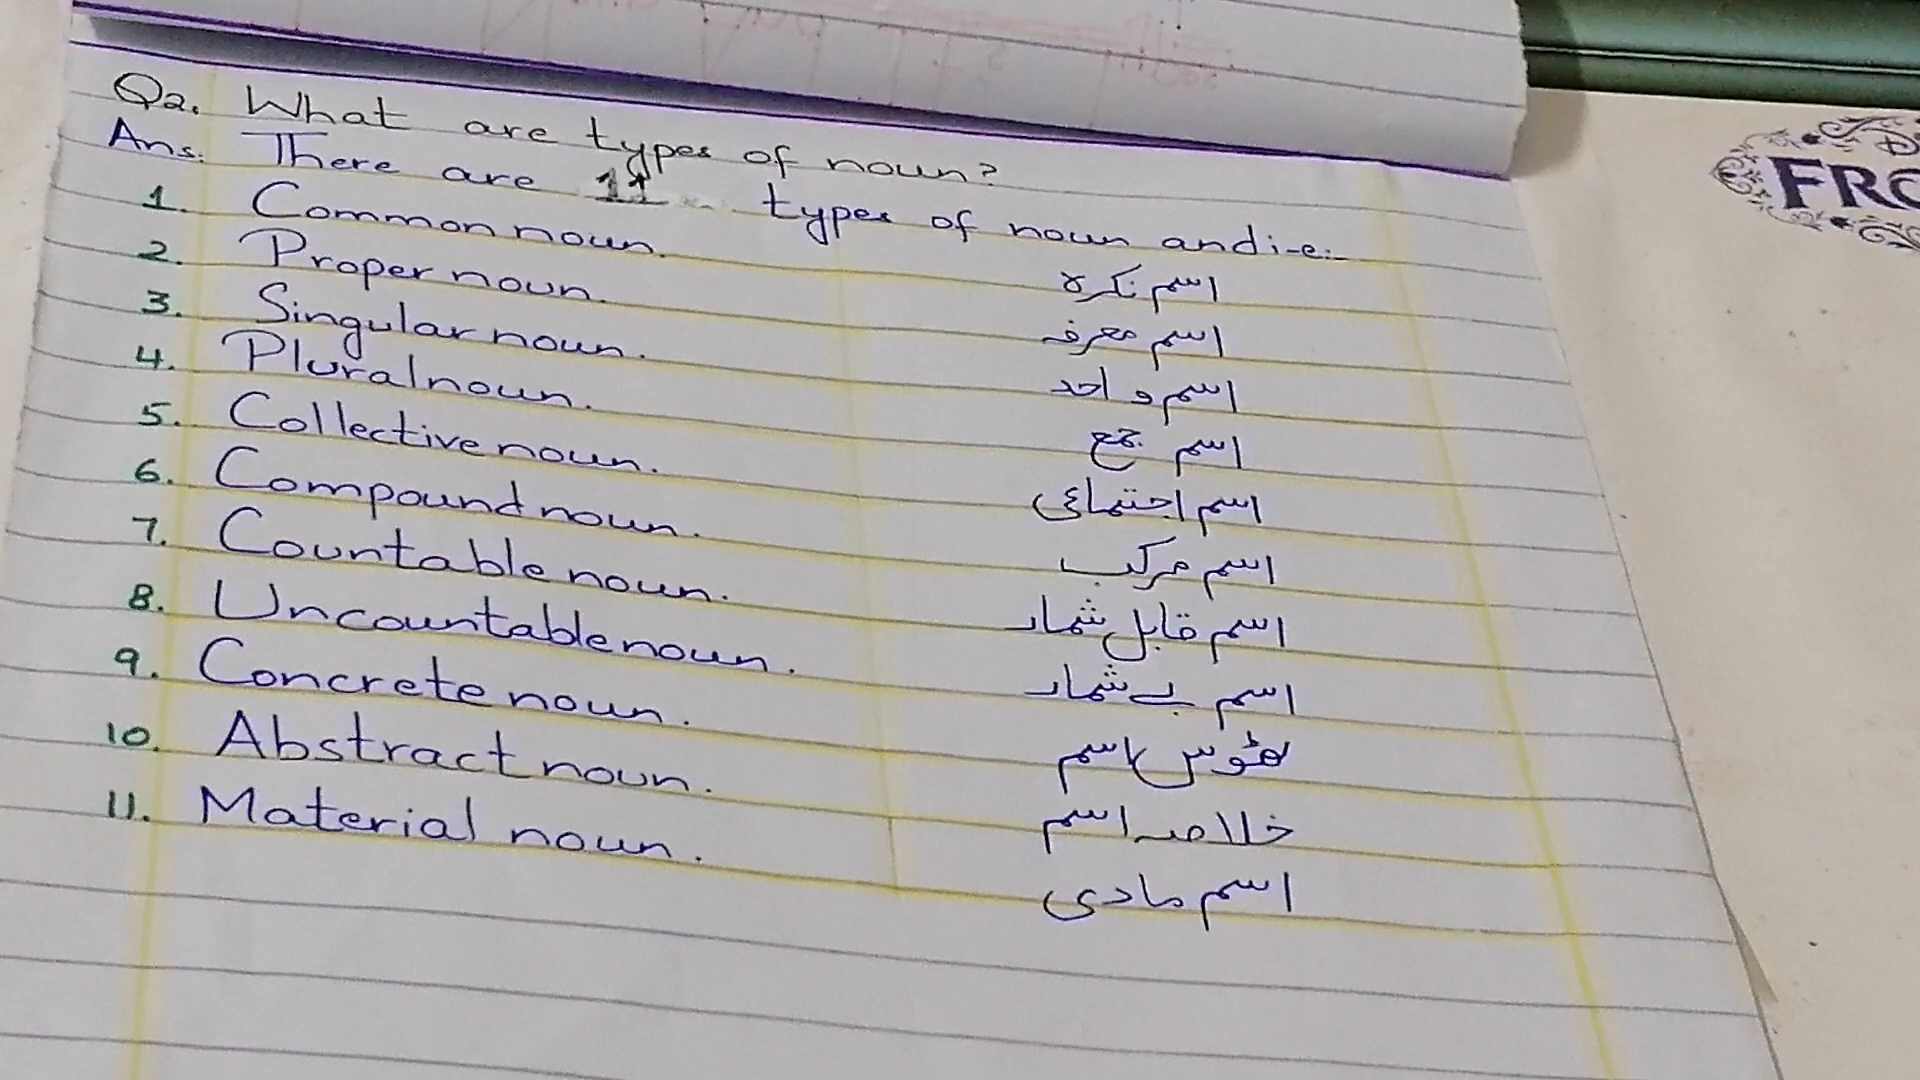 Q2. What are types of noun?
Ans. There are 11 types of noun and i-e:-
1. Common noun. اسم نکرہ
2. Proper noun. اسم معرفہ
3. Singular noun. اسم واحد
4. Plural noun. اسم جمع
5. Collective noun. اسم اجتماعی
6. Compound noun. اسم مرکب
7. Countable noun. اسم قابل شمار
8. Uncountable noun. اسم بے شمار
9. Concrete noun. ٹھوس اسم
10. Abstract noun. خلاصہ اسم
11. Material noun. اسم مادی